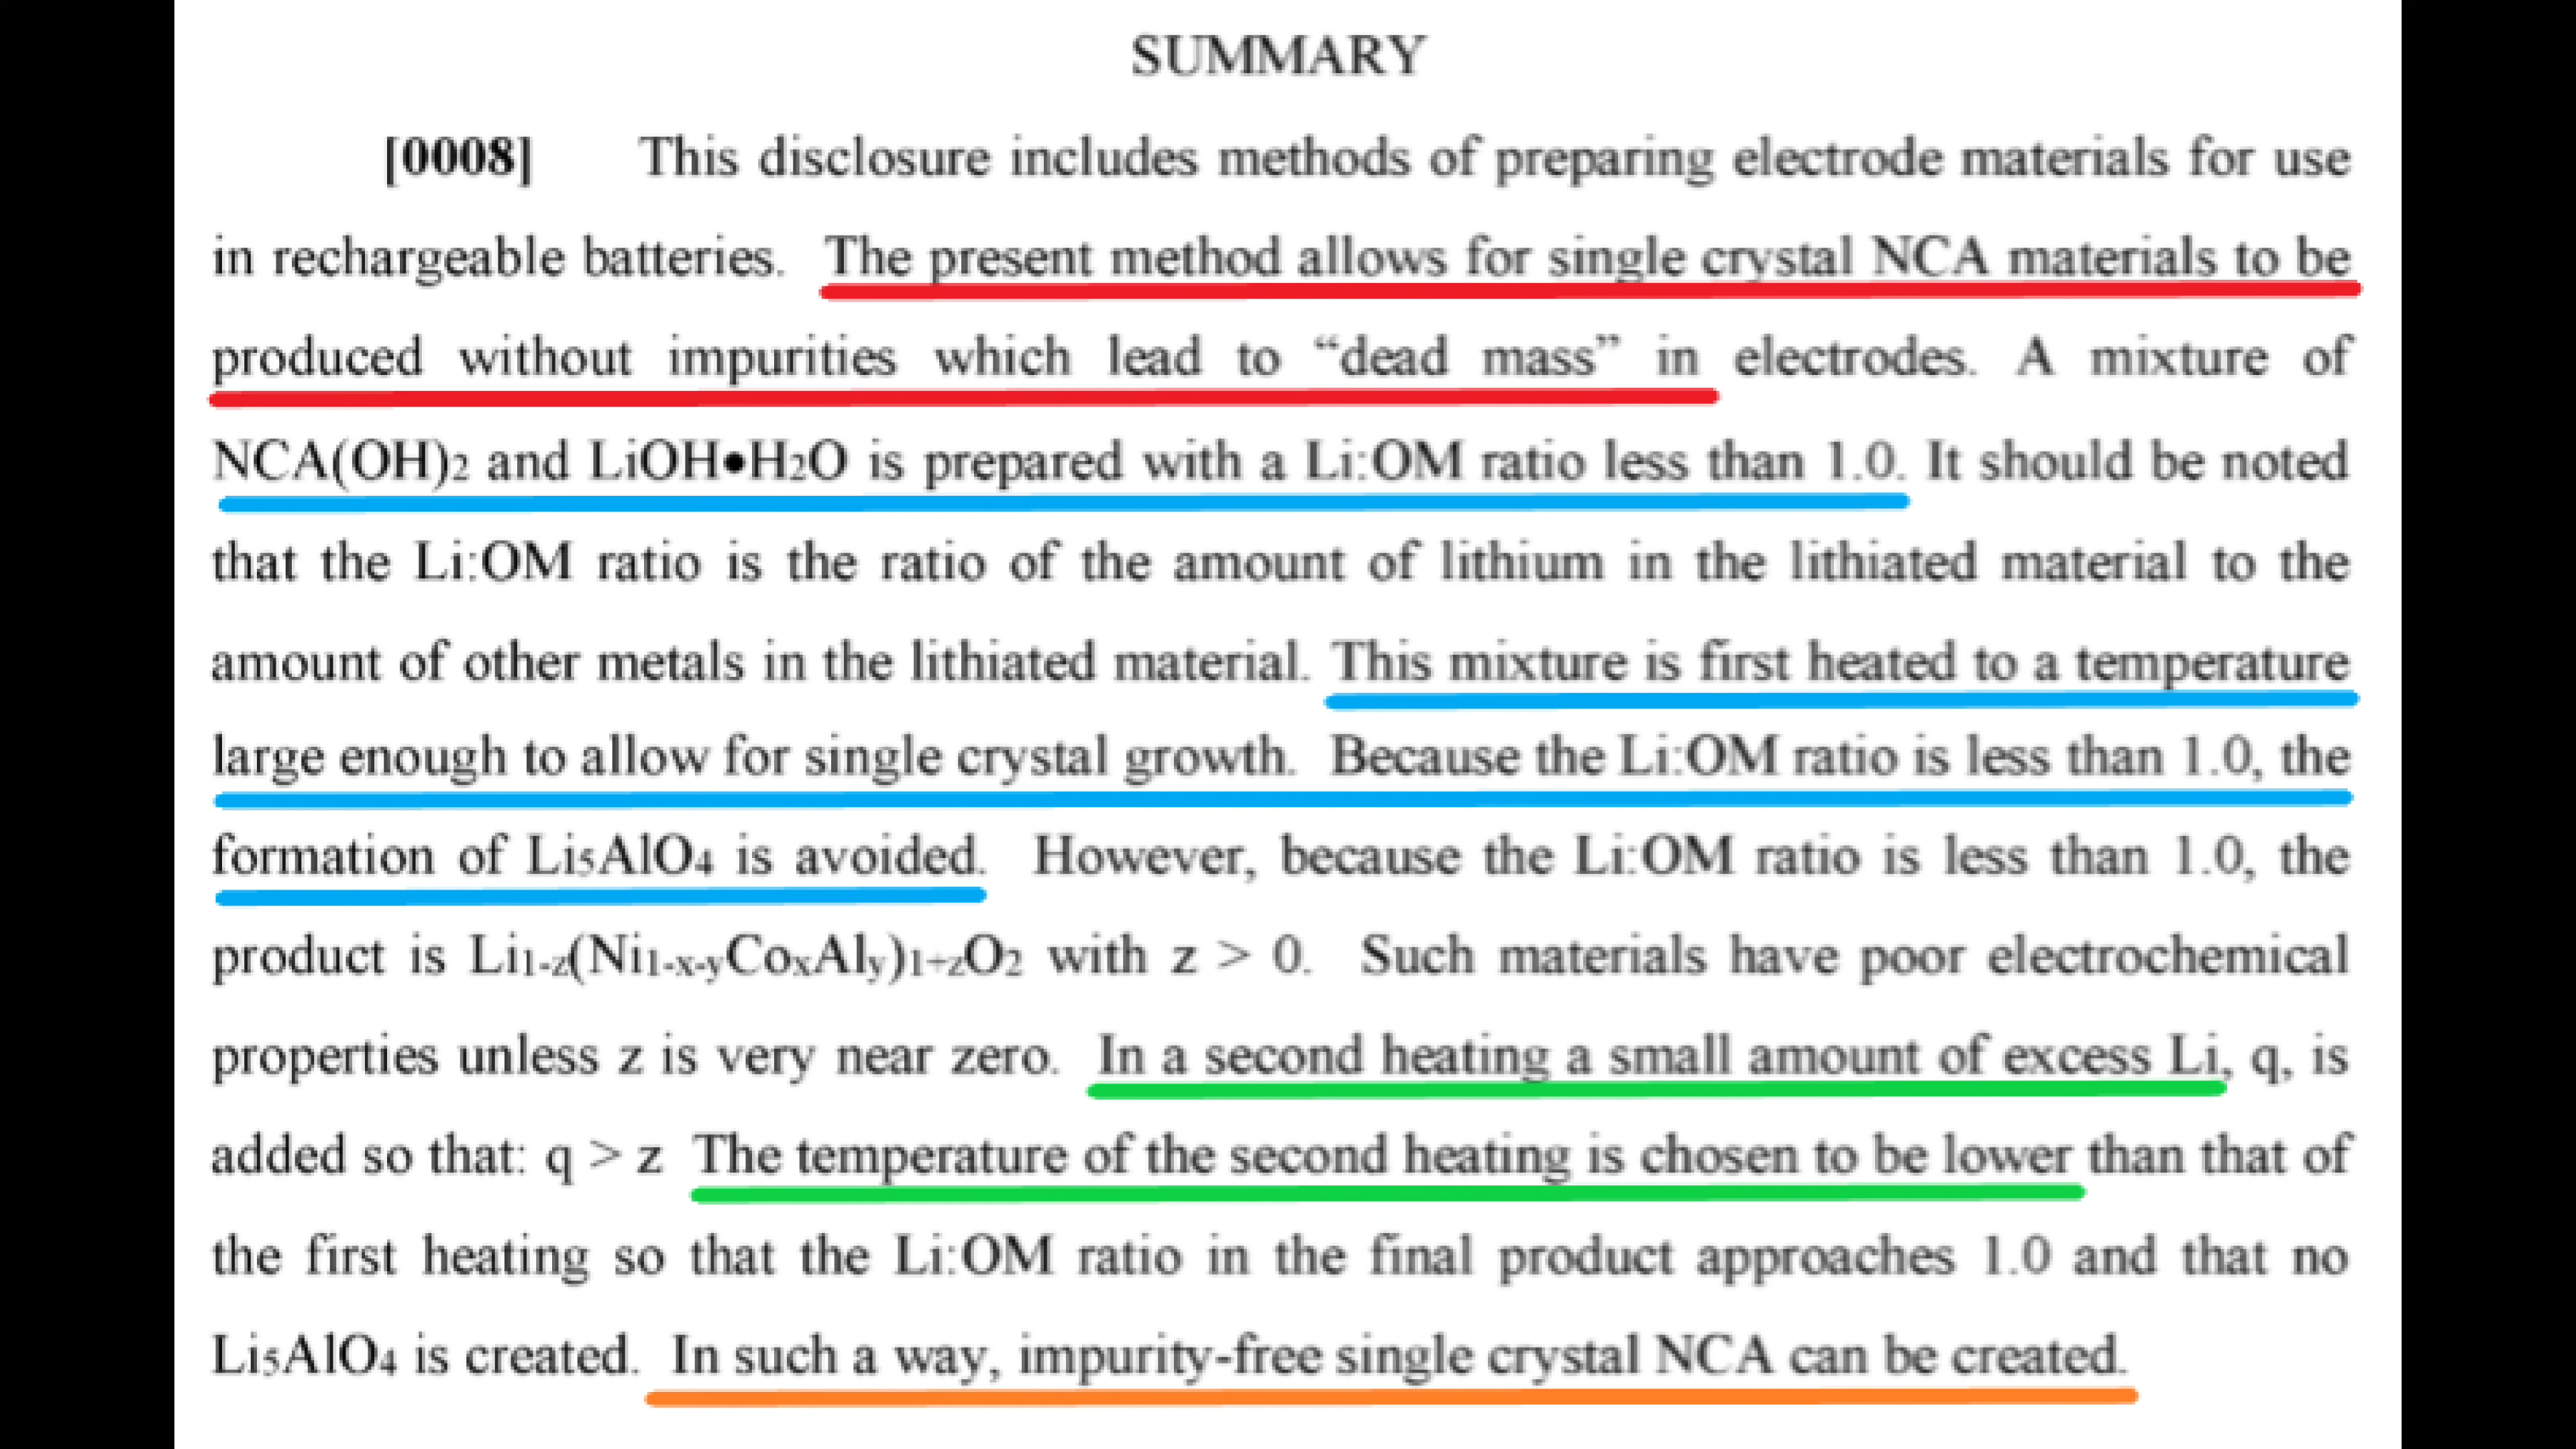 SUMMARY
[0008] This disclosure includes methods of preparing electrode materials for use
in rechargeable batteries. The present method allows for single crystal NCA materials to be
produced without impurities which lead to “dead mass” in electrodes. A mixture of
NCA(OH)2 and LiOH•H2O is prepared with a Li:OM ratio less than 1.0. It should be noted
that the Li:OM ratio is the ratio of the amount of lithium in the lithiated material to the
amount of other metals in the lithiated material. This mixture is first heated to a temperature
large enough to allow for single crystal growth. Because the Li:OM ratio is less than 1.0, the
formation of Li5AlO4 is avoided. However, because the Li:OM ratio is less than 1.0, the
product is Li1-z(Ni1-x-yCoxAly)1+zO2 with z > 0. Such materials have poor electrochemical
properties unless z is very near zero. In a second heating a small amount of excess Li, q, is
added so that: q > z The temperature of the second heating is chosen to be lower than that of
the first heating so that the Li:OM ratio in the final product approaches 1.0 and that no
Li5AlO4 is created. In such a way, impurity-free single crystal NCA can be created.